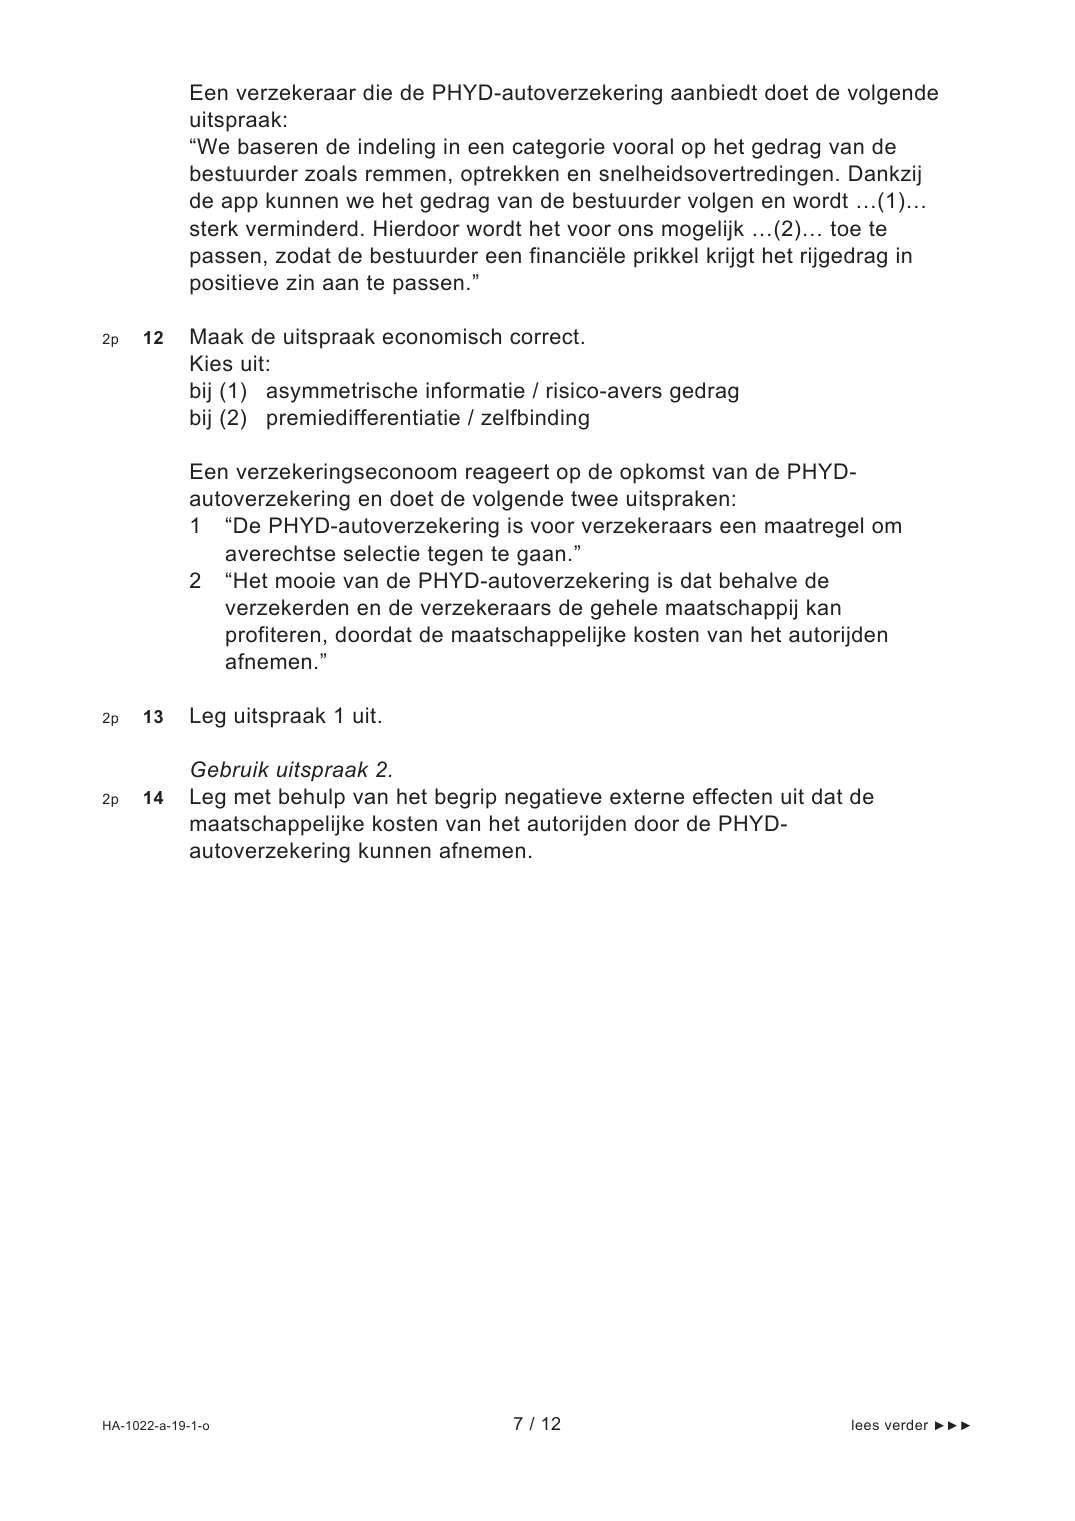 Een verzekeraar die de PHYD-autoverzekering aanbiedt doet de volgende
uitspraak:
“We baseren de indeling in een categorie vooral op het gedrag van de
bestuurder zoals remmen, optrekken en snelheidsovertredingen. Dankzij
de app kunnen we het gedrag van de bestuurder volgen en wordt …(1)…
sterk verminderd. Hierdoor wordt het voor ons mogelijk …(2)… toe te
passen, zodat de bestuurder een financiële prikkel krijgt het rijgedrag in
positieve zin aan te passen.”
2p 12 Maak de uitspraak economisch correct.
Kies uit:
bij (1) asymmetrische informatie / risico-avers gedrag
bij (2) premiedifferentiatie / zelfbinding
Een verzekeringseconoom reageert op de opkomst van de PHYD-
autoverzekering en doet de volgende twee uitspraken:
1 “De PHYD-autoverzekering is voor verzekeraars een maatregel om
averechtse selectie tegen te gaan.”
2 “Het mooie van de PHYD-autoverzekering is dat behalve de
verzekerden en de verzekeraars de gehele maatschappij kan
profiteren, doordat de maatschappelijke kosten van het autorijden
afnemen.”
2p 13 Leg uitspraak 1 uit.
Gebruik uitspraak 2.
2p 14 Leg met behulp van het begrip negatieve externe effecten uit dat de
maatschappelijke kosten van het autorijden door de PHYD-
autoverzekering kunnen afnemen.
HA-1022-a-19-1-o 7 / 12 lees verder ►►►